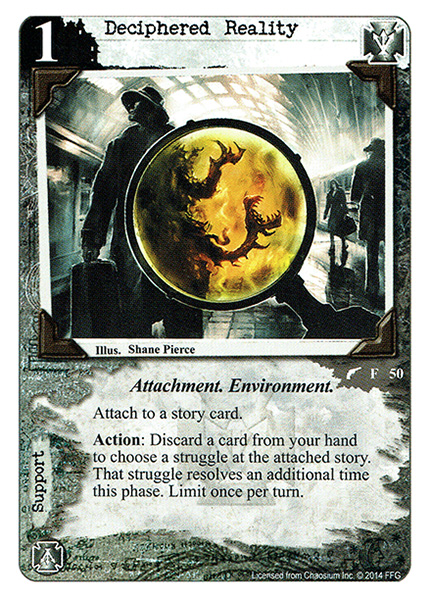 1
Deciphered Reality
Illus. Shane Pierce
F 50
Attachment. Environment.
Attach to a story card.
Action: Discard a card from your hand
to choose a struggle at the attached story.
That struggle resolves an additional time
this phase. Limit once per turn.
Support
Licensed from Chaosium Inc. © 2014 FFG